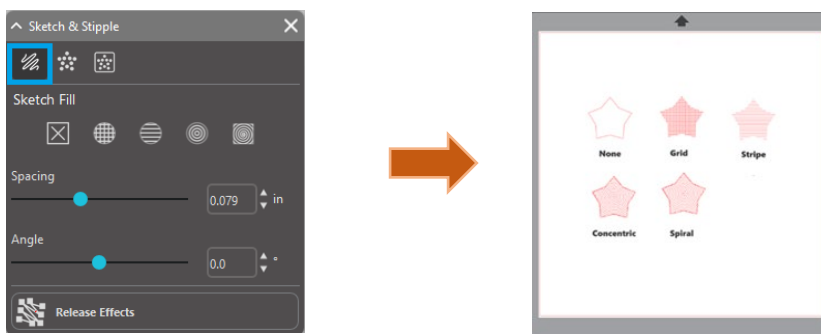 Sketch & Stipple
Sketch Fill
Spacing
0.079 in
Angle
0.0 °
Release Effects
None Grid Stripe
Concentric Spiral